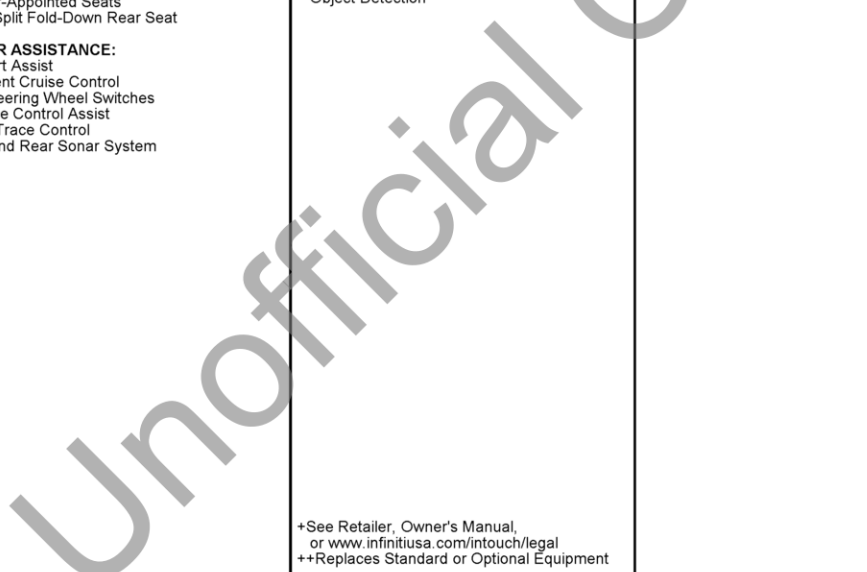 -Appointed Seats
Split Fold-Down Rear Seat
R ASSISTANCE:
rt Assist
ent Cruise Control
eering Wheel Switches
e Control Assist
Trace Control
nd Rear Sonar System
Object Detection
Unofficial
+See Retailer, Owner's Manual,
or www.infinitiusa.com/intouch/legal
++Replaces Standard or Optional Equipment